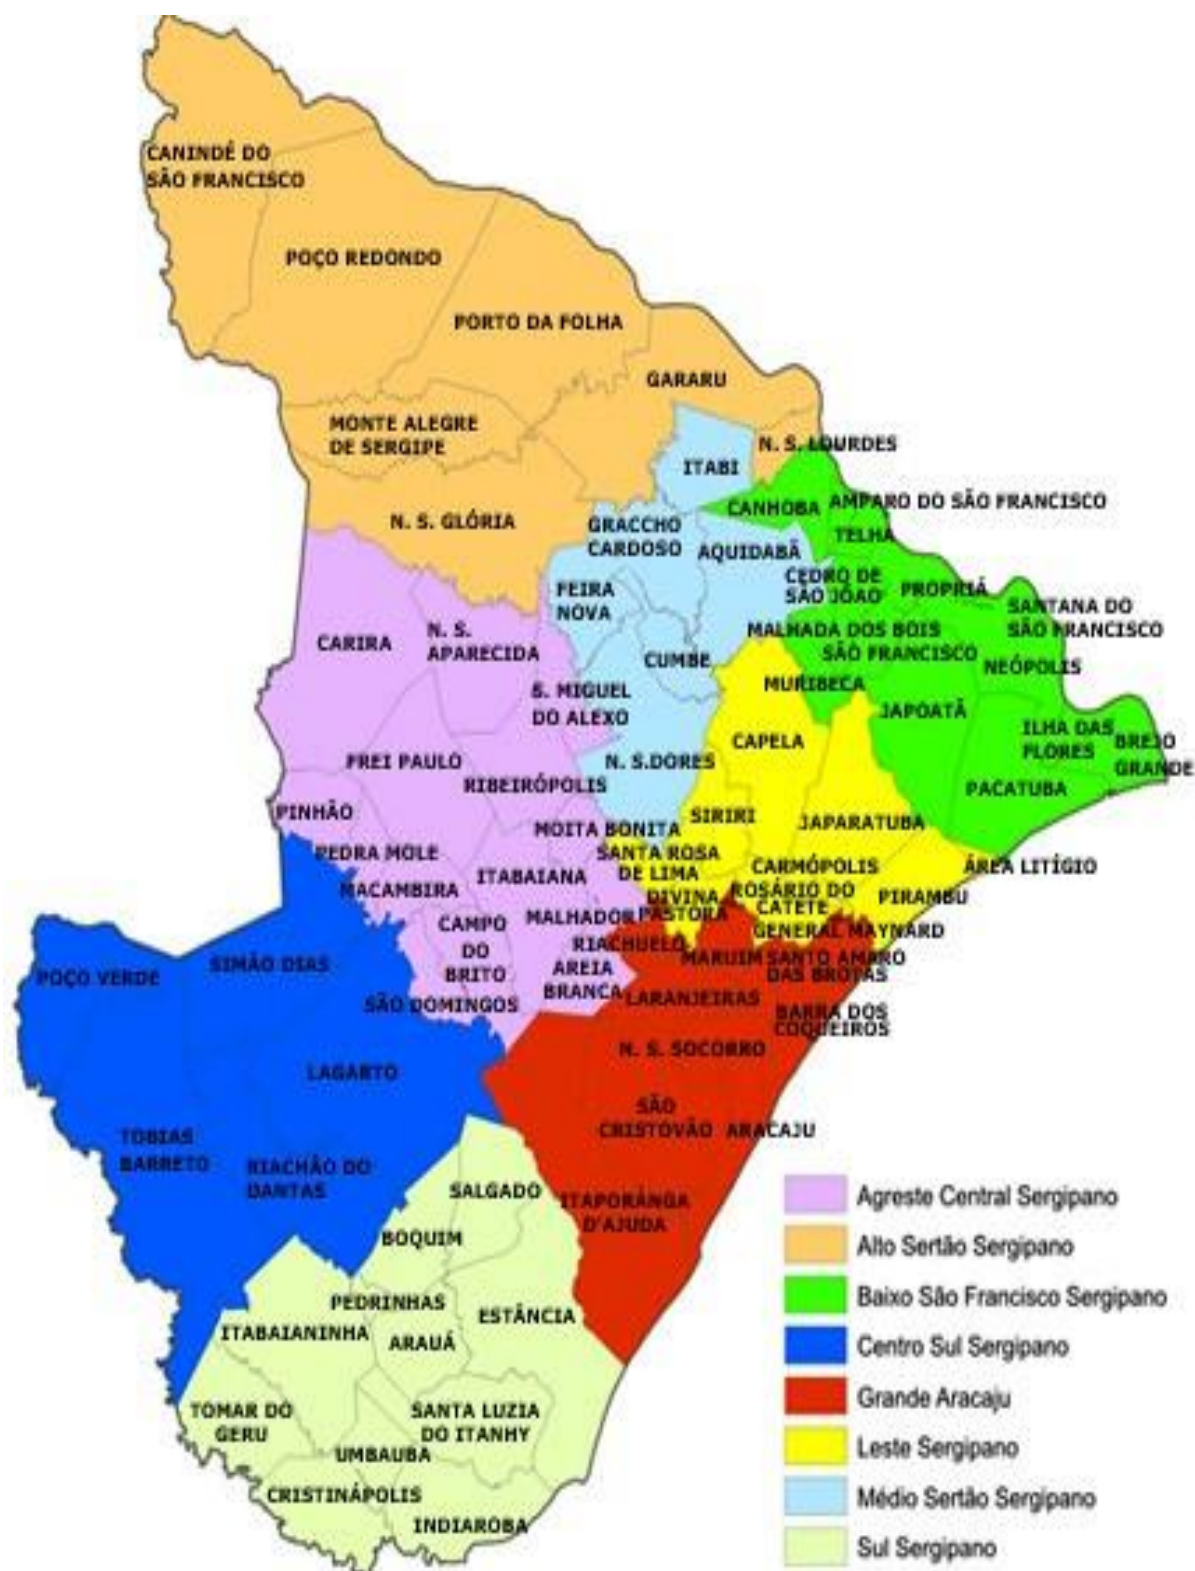 CANINDÉ DO
SÃO FRANCISCO
POÇO REDONDO
PORTO DA FOLHA
GARARU
MONTE ALEGRE
DE SERGIPE
N. S. LOURDES
ITABI
N. S. GLÓRIA
CANHOBA
AMPARO DO SÃO FRANCISCO
GRACCHO
CARDOSO
AQUIDABÃ
TELHA
CEDRO DE
SÃO JOÃO
PROPRIÁ
FEIRA
NOVA
SANTANA DO
SÃO FRANCISCO
CARIRA
N. S.
APARECIDA
MALHADA DOS BOIS
SÃO FRANCISCO
NEÓPOLIS
CUMBE
MURIBECA
S. MIGUEL
DO ALEXO
JAPOATÃ
CAPELA
ILHA DAS
FLORES
BREJO
GRANDE
FREI PAULO
RIBEIRÓPOLIS
N. S.DORES
PACATUBA
PINHÃO
SIRIRI
JAPARATUBA
MOITA BONITA
PEDRA MOLE
SANTA ROSA
DE LIMA
CARMÓPOLIS
ÁREA LITÍGIO
MACAMBIRA
ITABAIANA
DIVINA
PASTORA
ROSÁRIO DO
CATETE
PIRAMBU
CAMPO
DO
BRITO
MALHADOR
GENERAL MAYNARD
RIACHUELO
MARUIM
SANTO AMARO
DAS BROTAS
POÇO VERDE
SIMÃO DIAS
AREIA
BRANCA
SÃO DOMINGOS
LARANJEIRAS
BARRA DOS
COQUEIROS
N. S. SOCORRO
LAGARTO
SÃO
CRISTOVÃO
ARACAJU
TOBIAS
BARRETO
RIACHÃO DO
DANTAS
SALGADO
ITAPORÂNGA
D'AJUDA
BOQUIM
PEDRINHAS
ESTÂNCIA
ITABAIANINHA
ARAUÁ
TOMAR DO
GERU
SANTA LUZIA
DO ITANHY
UMBAUBA
CRISTINÁPOLIS
INDIAROBA
Agreste Central Sergipano
Alto Sertão Sergipano
Baixo São Francisco Sergipano
Centro Sul Sergipano
Grande Aracaju
Leste Sergipano
Médio Sertão Sergipano
Sul Sergipano